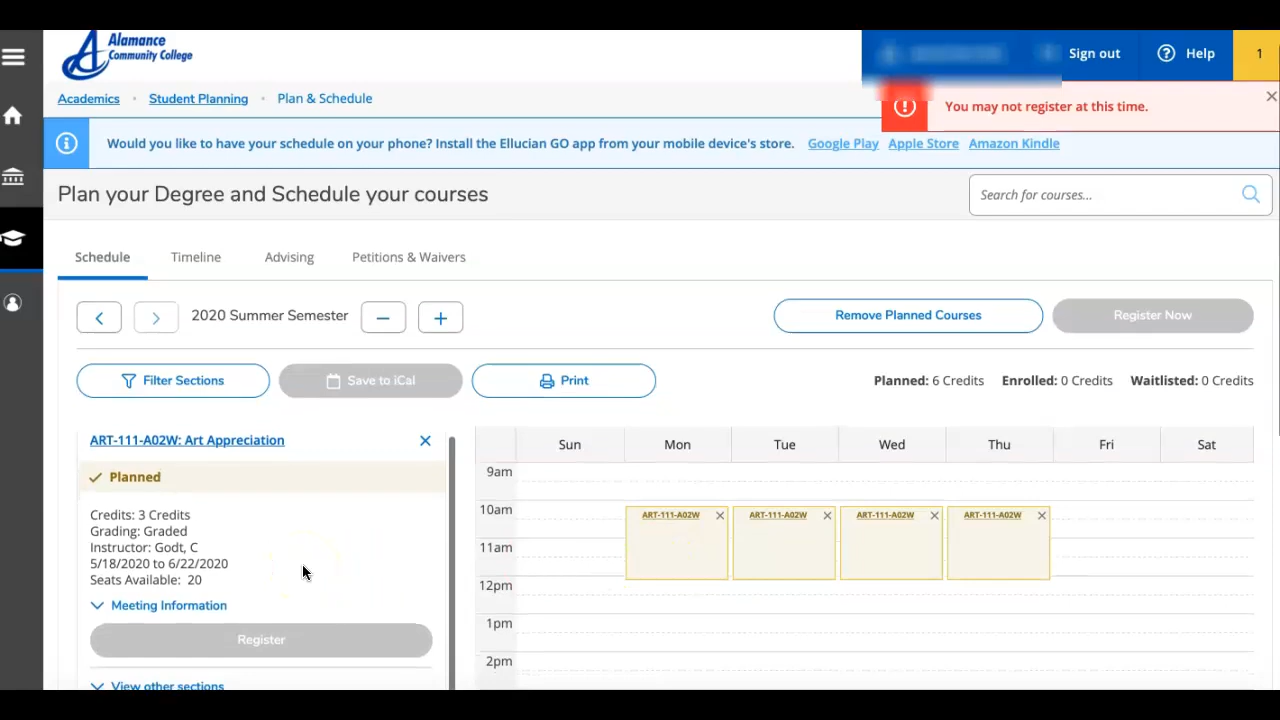 Alamance
Community College
Sign out
Help
1
Academics · Student Planning · Plan & Schedule
You may not register at this time.
Would you like to have your schedule on your phone? Install the Ellucian GO app from your mobile device's store. Google Play Apple Store Amazon Kindle
Plan your Degree and Schedule your courses
Search for courses...
Schedule Timeline Advising Petitions & Waivers
2020 Summer Semester
Remove Planned Courses
Register Now
Filter Sections
Save to iCal
Print
Planned: 6 Credits Enrolled: 0 Credits Waitlisted: 0 Credits
ART-111-A02W: Art Appreciation
Planned
Credits: 3 Credits
Grading: Graded
Instructor: Godt, C
5/18/2020 to 6/22/2020
Seats Available: 20
Meeting Information
Register
View other sections
Sun Mon Tue Wed Thu Fri Sat
9am
10am
ART-111-A02W ART-111-A02W ART-111-A02W ART-111-A02W
11am
12pm
1pm
2pm